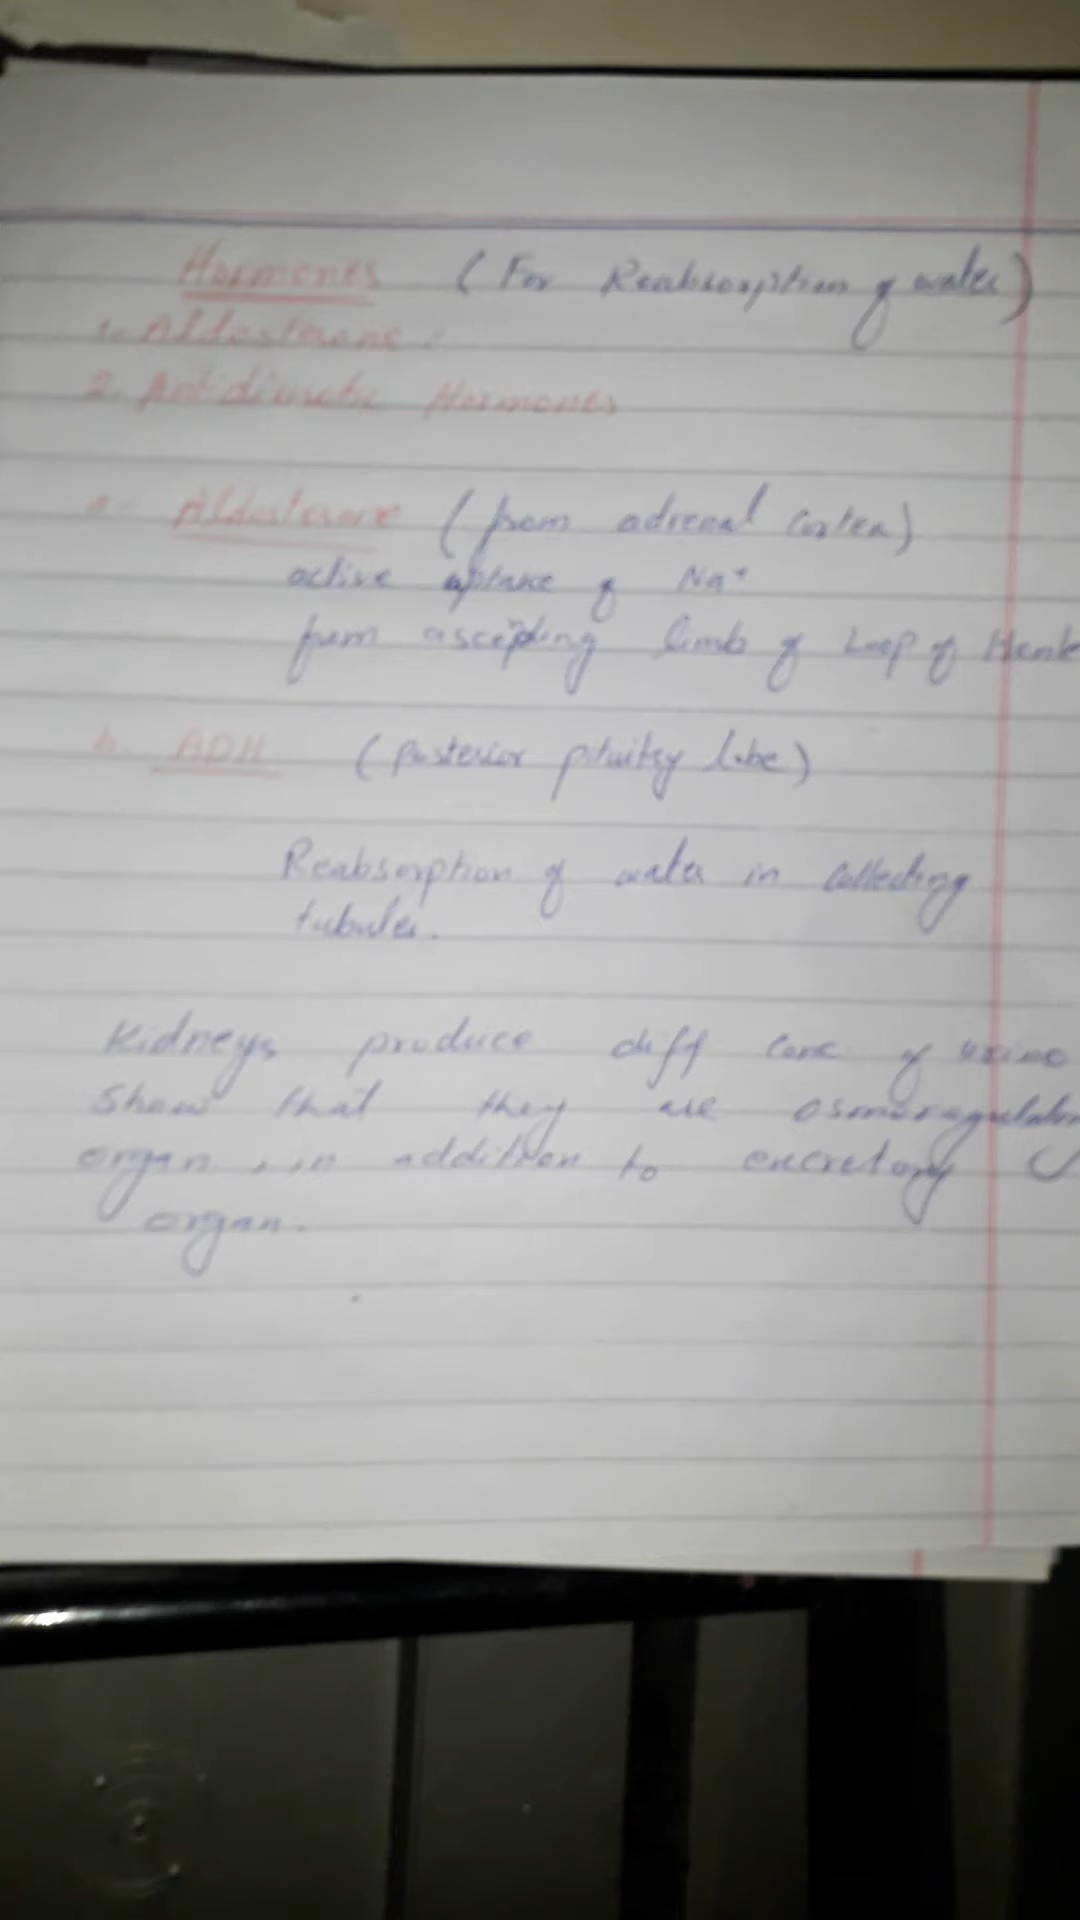 Hormones (For Reabsorption of water)
1. Aldosterone:
2. Antidiuretic Hormones
a- Aldosterone (from adrenal Cortex)
active uptake of Na+
from ascending limb of Loop of Henle
b. ADH (posterior pituitry lobe)
Reabsorption of water in Collecting
tubules.
Kidneys produce diff conc of urine
Show that they are osmoregulatory
organ, in addition to excretory
organ.